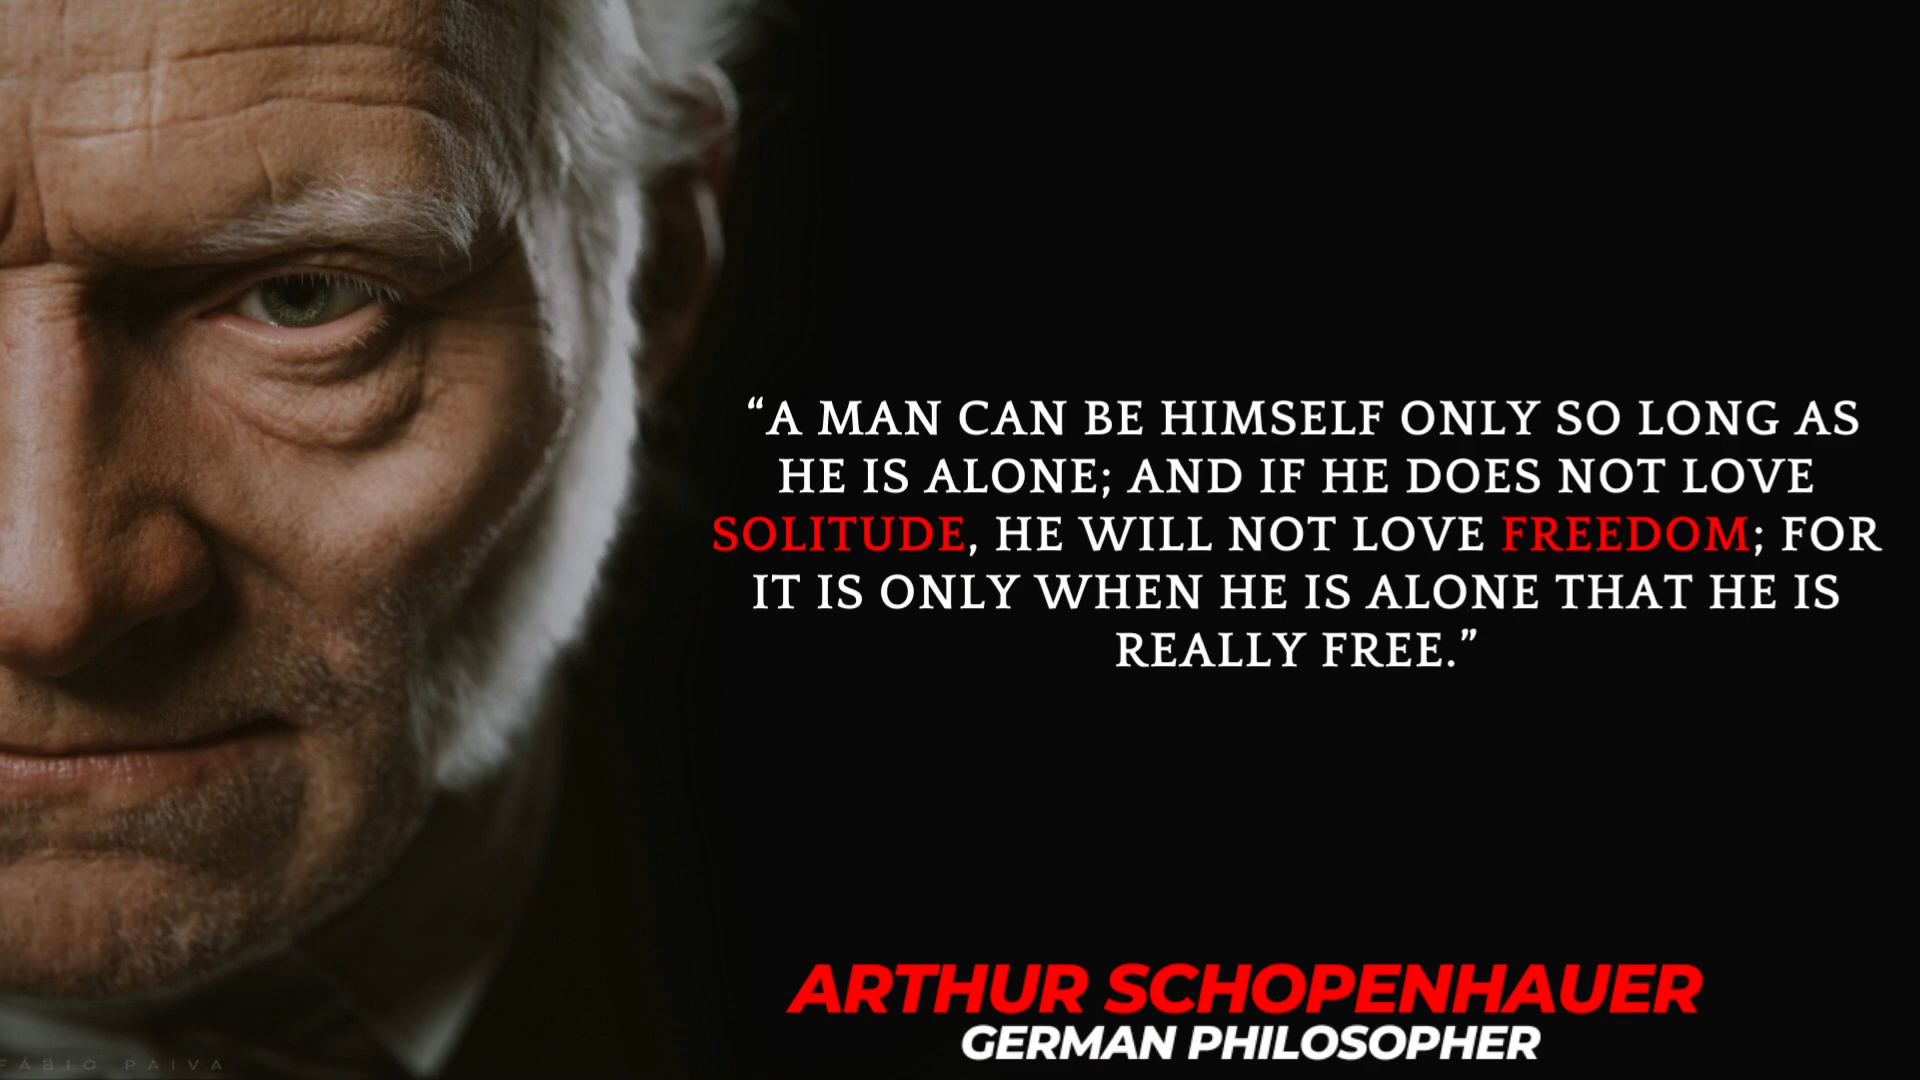 “A MAN CAN BE HIMSELF ONLY SO LONG AS
HE IS ALONE; AND IF HE DOES NOT LOVE
SOLITUDE, HE WILL NOT LOVE FREEDOM; FOR
IT IS ONLY WHEN HE IS ALONE THAT HE IS
REALLY FREE.”
ARTHUR SCHOPENHAUER
GERMAN PHILOSOPHER
FÁBIO PAIVA